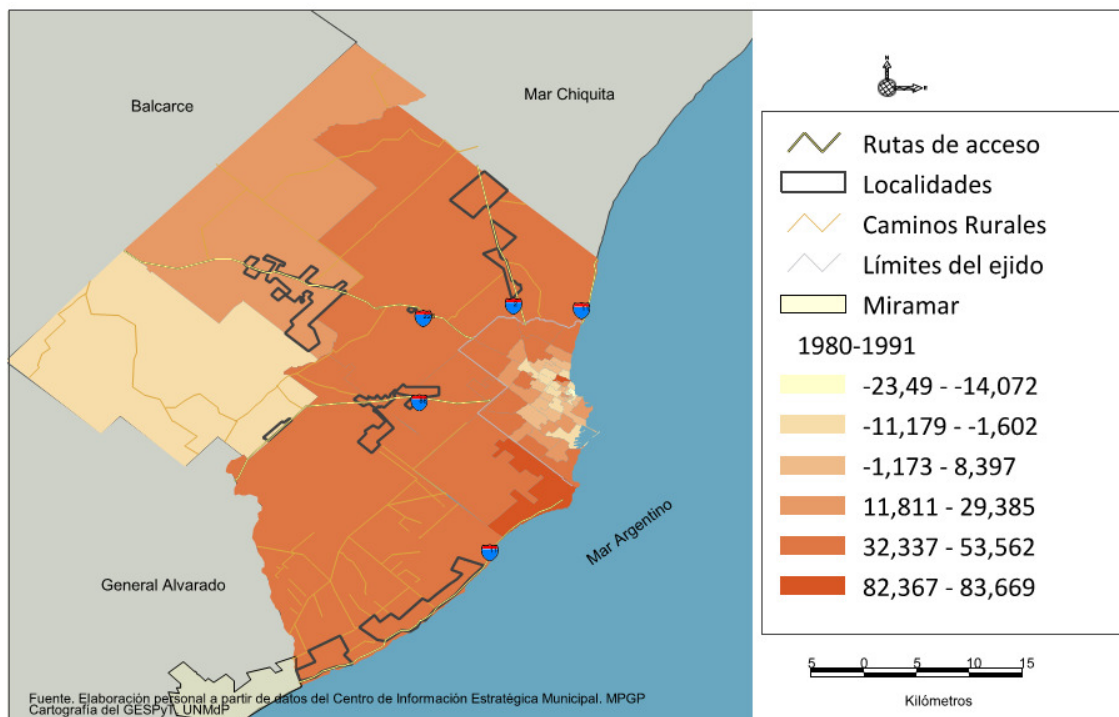 Balcarce
Mar Chiquita
Mar Argentino
General Alvarado
2
11
Fuente. Elaboración personal a partir de datos del Centro de Información Estratégica Municipal. MPGP
Cartografía del GESPyT, UNMdP
N
Rutas de acceso
Localidades
Caminos Rurales
Límites del ejido
Miramar
1980-1991
-23,49 - -14,072
-11,179 - -1,602
-1,173 - 8,397
11,811 - 29,385
32,337 - 53,562
82,367 - 83,669
5 0 5 10 15
Kilómetros